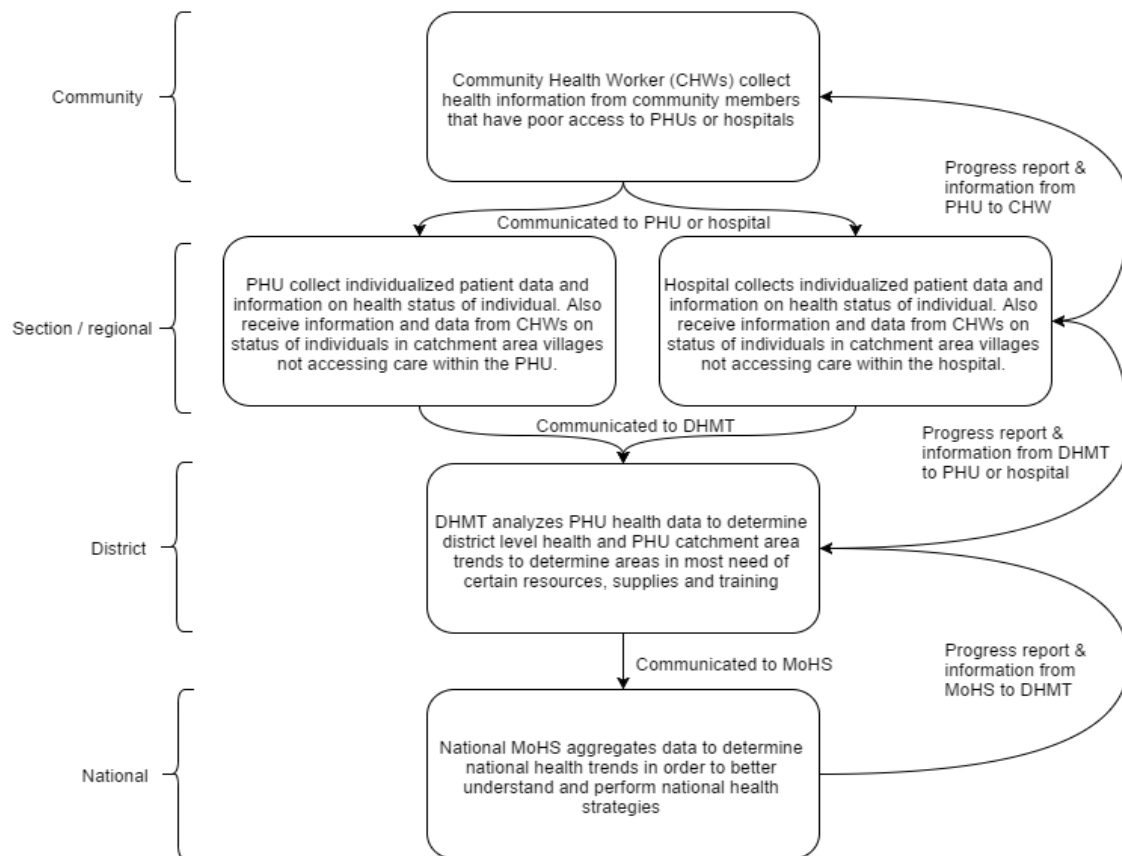 Community
Community Health Worker (CHWs) collect
health information from community members
that have poor access to PHUs or hospitals
Progress report &
information from
PHU to CHW
Communicated to PHU or hospital
Section / regional
PHU collect individualized patient data and
information on health status of individual. Also
receive information and data from CHWs on
status of individuals in catchment area villages
not accessing care within the PHU.
Hospital collects individualized patient data and
information on health status of individual. Also
receive information and data from CHWs on
status of individuals in catchment area villages
not accessing care within the hospital.
Communicated to DHMT
Progress report &
information from DHMT
to PHU or hospital
District
DHMT analyzes PHU health data to determine
district level health and PHU catchment area
trends to determine areas in most need of
certain resources, supplies and training
Communicated to MoHS
Progress report &
information from
MoHS to DHMT
National
National MoHS aggregates data to determine
national health trends in order to better
understand and perform national health
strategies